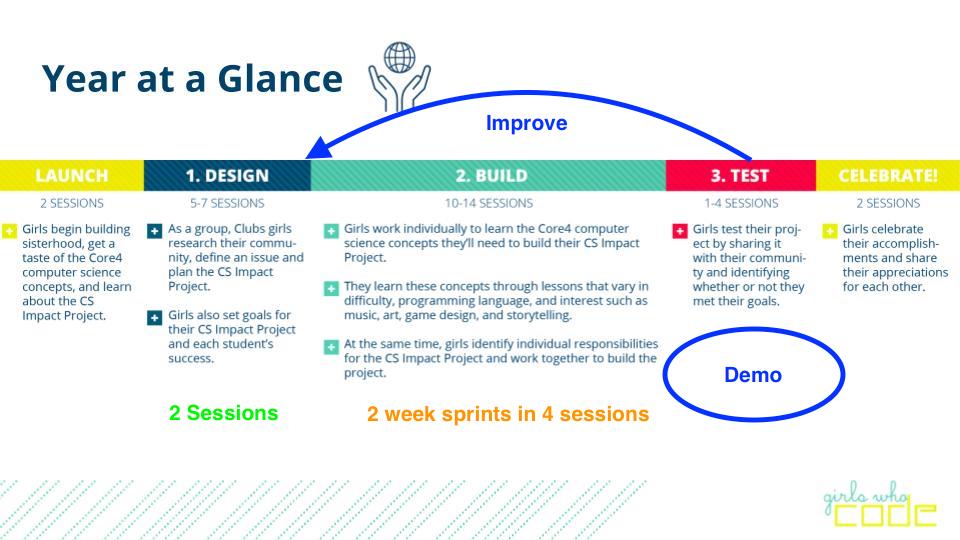 Year at a Glance
Improve
LAUNCH
2 SESSIONS
Girls begin building
sisterhood, get a
taste of the Core4
computer science
concepts, and learn
about the CS
Impact Project.
1. DESIGN
5-7 SESSIONS
As a group, Clubs girls
research their commu-
nity, define an issue and
plan the CS Impact
Project.
Girls also set goals for
their CS Impact Project
and each student's
success.
2 Sessions
2. BUILD
10-14 SESSIONS
Girls work individually to learn the Core4 computer
science concepts they'll need to build their CS Impact
Project.
They learn these concepts through lessons that vary in
difficulty, programming language, and interest such as
music, art, game design, and storytelling.
At the same time, girls identify individual responsibilities
for the CS Impact Project and work together to build the
project.
2 week sprints in 4 sessions
3. TEST
1-4 SESSIONS
Girls test their proj-
ect by sharing it
with their communi-
ty and identifying
whether or not they
met their goals.
Demo
CELEBRATE!
2 SESSIONS
Girls celebrate
their accomplish-
ments and share
their appreciations
for each other.
girls who
code